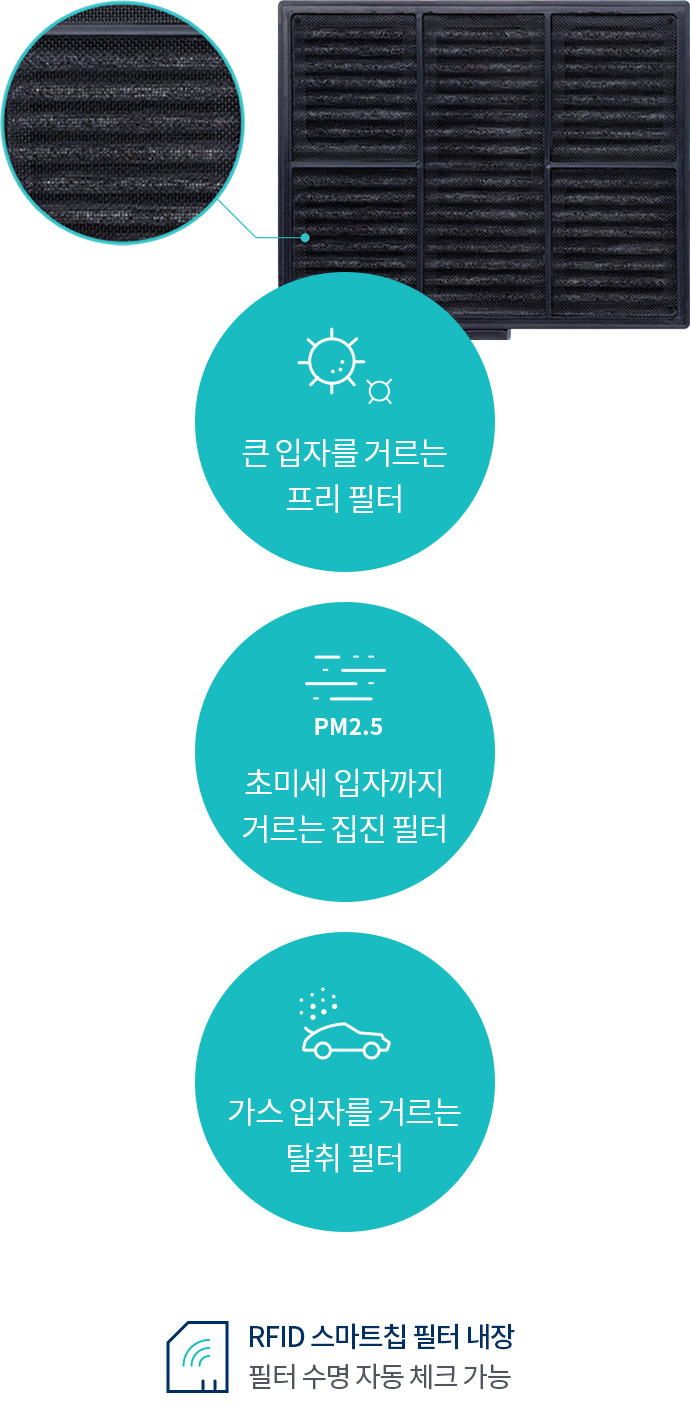 큰 입자를 거르는
프리 필터
PM2.5
초미세 입자까지
거르는 집진 필터
가스 입자를 거르는
탈취 필터
RFID 스마트칩 필터 내장
필터 수명 자동 체크 가능